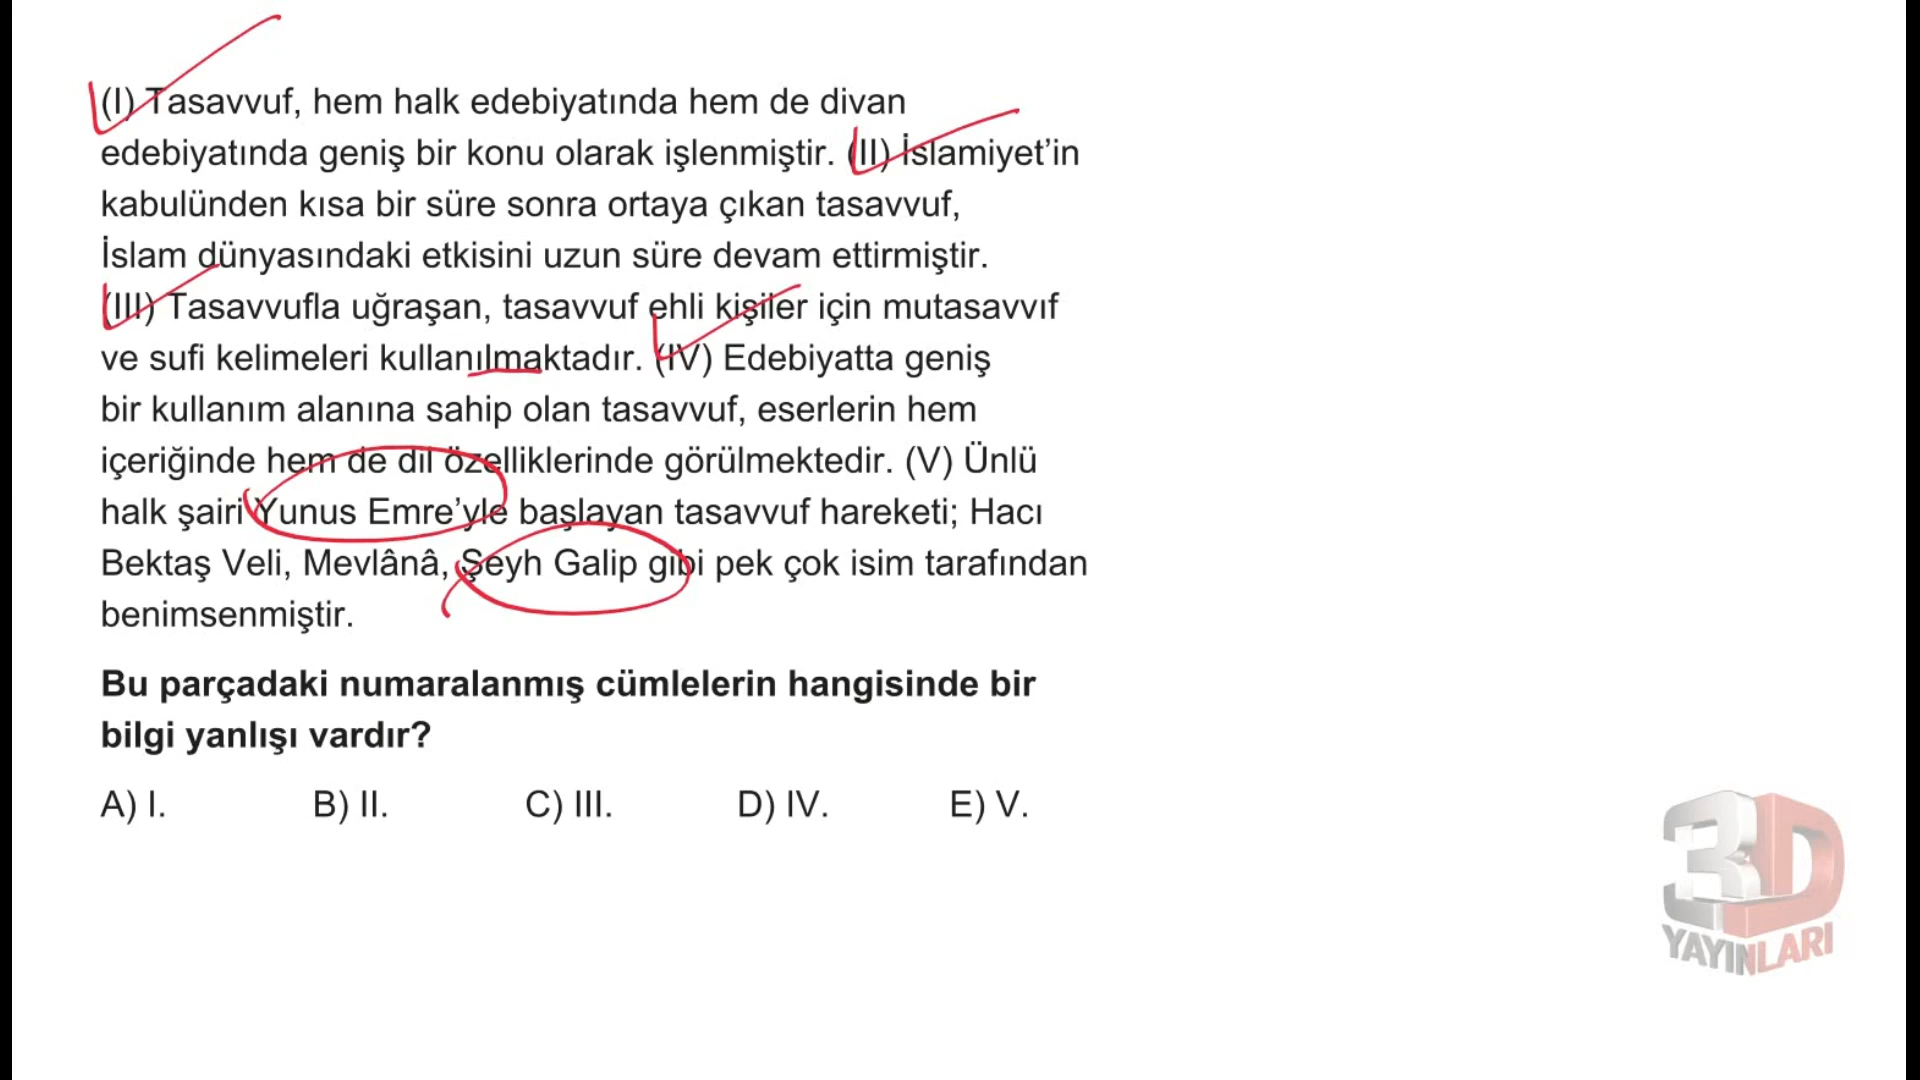 (I) Tasavvuf, hem halk edebiyatında hem de divan
edebiyatında geniş bir konu olarak işlenmiştir. (II) İslamiyet’in
kabulünden kısa bir süre sonra ortaya çıkan tasavvuf,
İslam dünyasındaki etkisini uzun süre devam ettirmiştir.
(III) Tasavvufla uğraşan, tasavvuf ehli kişiler için mutasavvıf
ve sufi kelimeleri kullanılmaktadır. (IV) Edebiyatta geniş
bir kullanım alanına sahip olan tasavvuf, eserlerin hem
içeriğinde hem de dil özelliklerinde görülmektedir. (V) Ünlü
halk şairi Yunus Emre’yle başlayan tasavvuf hareketi; Hacı
Bektaş Veli, Mevlânâ, Şeyh Galip gibi pek çok isim tarafından
benimsenmiştir.
Bu parçadaki numaralanmış cümlelerin hangisinde bir
bilgi yanlışı vardır?
A) I. B) II. C) III. D) IV. E) V.
3D
YAYINLARI